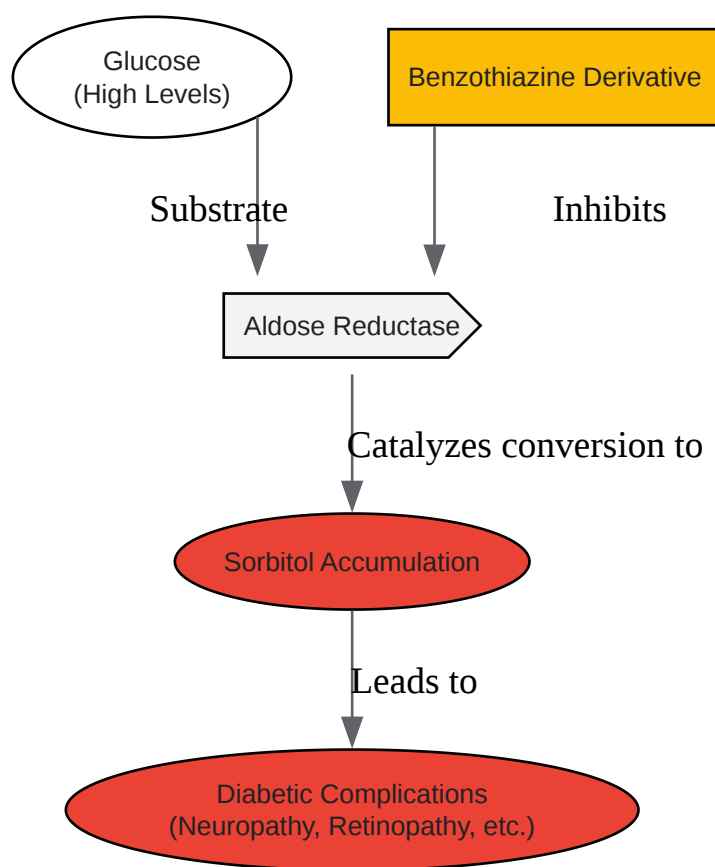 Glucose
(High Levels)
Benzothiazine Derivative
Substrate
Inhibits
Aldose Reductase
Catalyzes conversion to
Sorbitol Accumulation
Leads to
Diabetic Complications
(Neuropathy, Retinopathy, etc.)